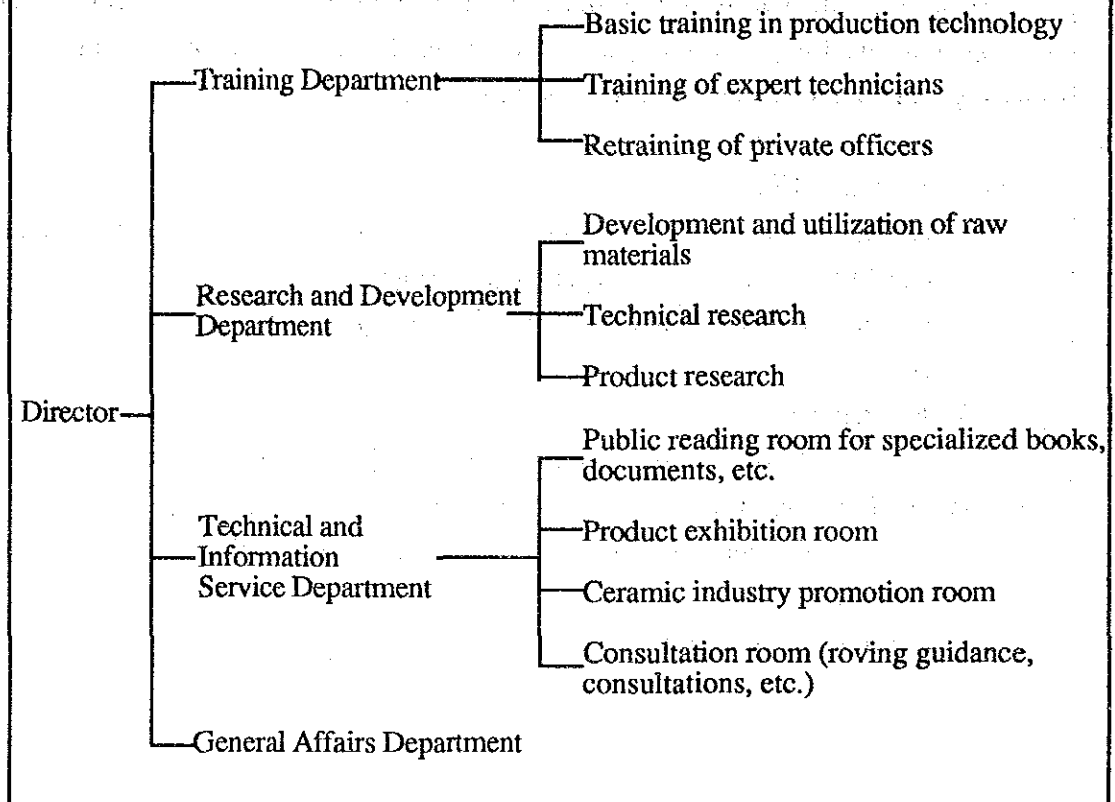 Basic training in production technology
Training Department
Training of expert technicians
Retraining of private officers
Development and utilization of raw
materials
Research and Development
Department
Technical research
Product research
Director
Public reading room for specialized books,
documents, etc.
Technical and
Information
Service Department
Product exhibition room
Ceramic industry promotion room
Consultation room (roving guidance,
consultations, etc.)
General Affairs Department